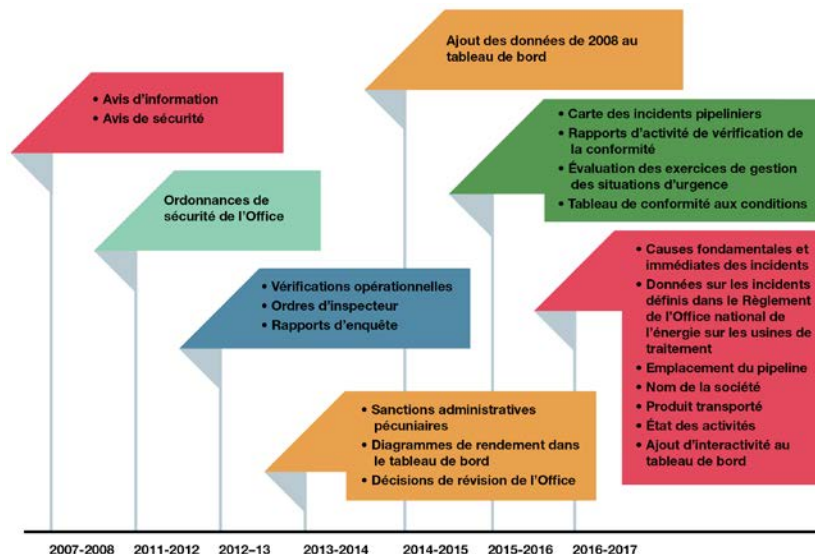 • Avis d'information
• Avis de sécurité
Ordonnances de
sécurité de l'Office
• Vérifications opérationnelles
• Ordres d'inspecteur
• Rapports d'enquête
• Sanctions administratives
pécuniaires
• Diagrammes de rendement dans
le tableau de bord
• Décisions de révision de l'Office
Ajout des données de 2008 au
tableau de bord
• Carte des incidents pipeliniers
• Rapports d'activité de vérification de
la conformité
• Évaluation des exercices de gestion
des situations d'urgence
• Tableau de conformité aux conditions
• Causes fondamentales et
immédiates des incidents
• Données sur les incidents
définis dans le Règlement
de l'Office national de
l'énergie sur les usines de
traitement
• Emplacement du pipeline
• Nom de la société
• Produit transporté
• État des activités
• Ajout d'interactivité au
tableau de bord
2007-2008 2011-2012 2012–13 2013-2014 2014-2015 2015-2016 2016-2017